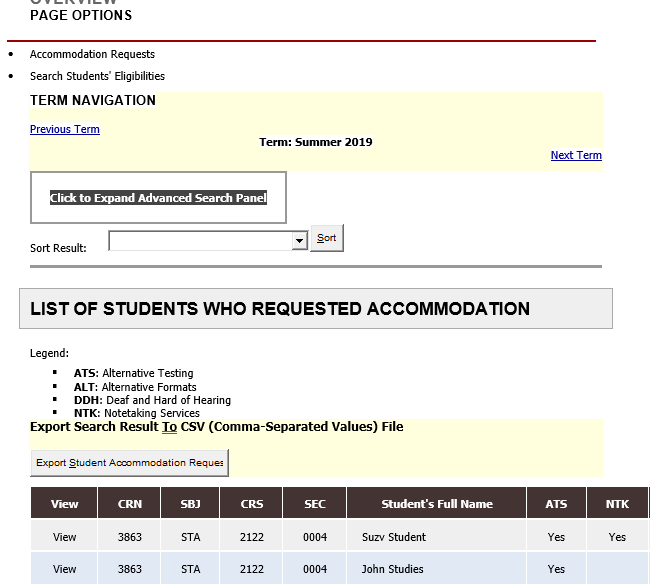 OVERVIEW
PAGE OPTIONS
• Accommodation Requests
• Search Students' Eligibilities
TERM NAVIGATION
Previous Term
Term: Summer 2019
Next Term
Click to Expand Advanced Search Panel
Sort Result: Sort
LIST OF STUDENTS WHO REQUESTED ACCOMMODATION
Legend:
▪ ATS: Alternative Testing
▪ ALT: Alternative Formats
▪ DDH: Deaf and Hard of Hearing
▪ NTK: Notetaking Services
Export Search Result To CSV (Comma-Separated Values) File
Export Student Accommodation Reques
View CRN SBJ CRS SEC Student's Full Name ATS NTK
View 3863 STA 2122 0004 Suzv Student Yes Yes
View 3863 STA 2122 0004 John Studies Yes